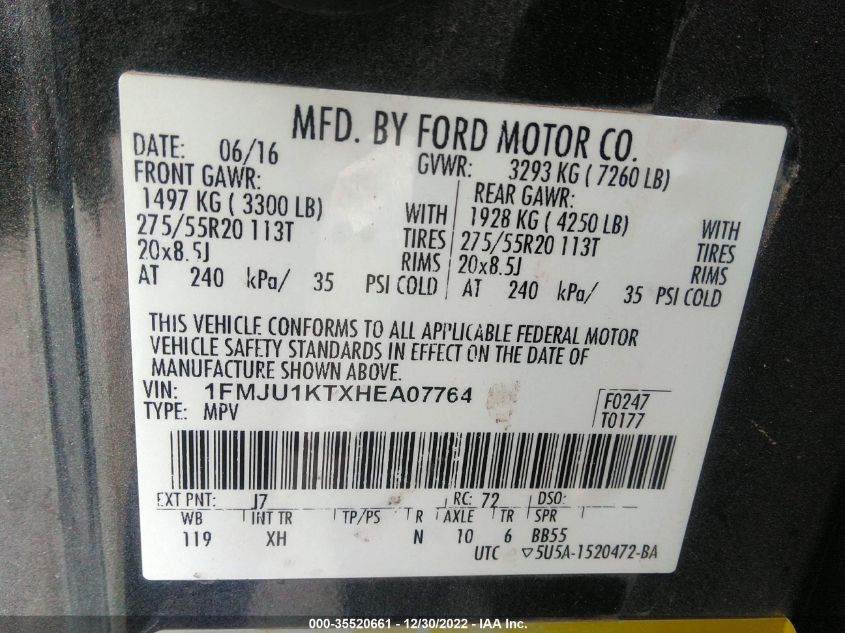 MFD. BY FORD MOTOR CO.
DATE: 06/16 GVWR: 3293 KG ( 7260 LB)
FRONT GAWR: REAR GAWR:
1497 KG ( 3300 LB) WITH 1928 KG ( 4250 LB) WITH
275/55R20 113T TIRES 275/55R20 113T TIRES
20x8.5J RIMS 20x8.5J RIMS
AT 240 kPa/ 35 PSI COLD AT 240 kPa/ 35 PSI COLD
THIS VEHICLE CONFORMS TO ALL APPLICABLE FEDERAL MOTOR
VEHICLE SAFETY STANDARDS IN EFFECT ON THE DATE OF
MANUFACTURE SHOWN ABOVE.
VIN: 1FMJU1KTXHEA07764 F0247
TYPE: MPV T0177
EXT PNT: J7 RC: 72 DSO:
WB INT TR TP/PS R AXLE TR SPR
119 XH N 10 6 BB55
UTC ▽5U5A-1520472-BA
000-35520661 - 12/30/2022 - IAA Inc.